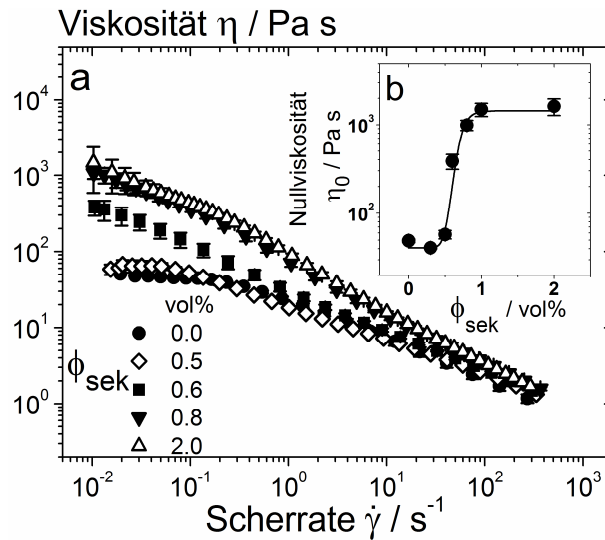 Viskosität η / Pa s
a
10⁴
10³
10²
10¹
10⁰
vol%
ϕsek
0.0
0.5
0.6
0.8
2.0
10⁻² 10⁻¹ 10⁰ 10¹ 10² 10³
Scherrate γ̇ / s⁻¹
b
Nullviskosität
η₀ / Pa s
10³
10²
0 1 2
ϕsek / vol%